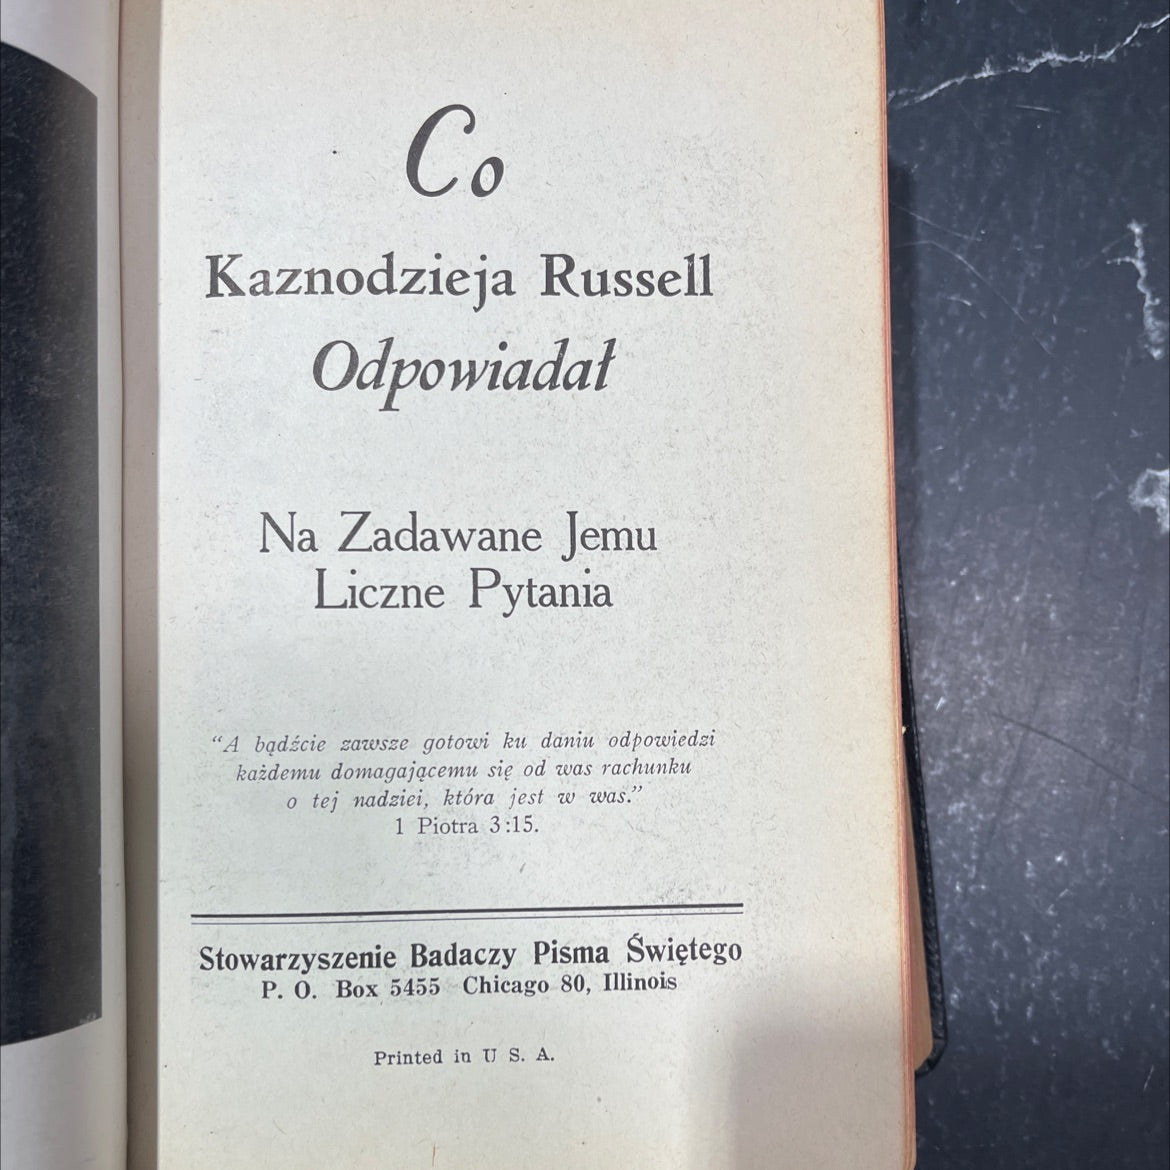 Co
Kaznodzieja Russell
Odpowiadał
Na Zadawane Jemu
Liczne Pytania
“A bądźcie zawsze gotowi ku daniu odpowiedzi
każdemu domagającemu się od was rachunku
o tej nadziei, która jest w was.”
1 Piotra 3:15.
Stowarzyszenie Badaczy Pisma Świętego
P. O. Box 5455 Chicago 80, Illinois
Printed in U S. A.